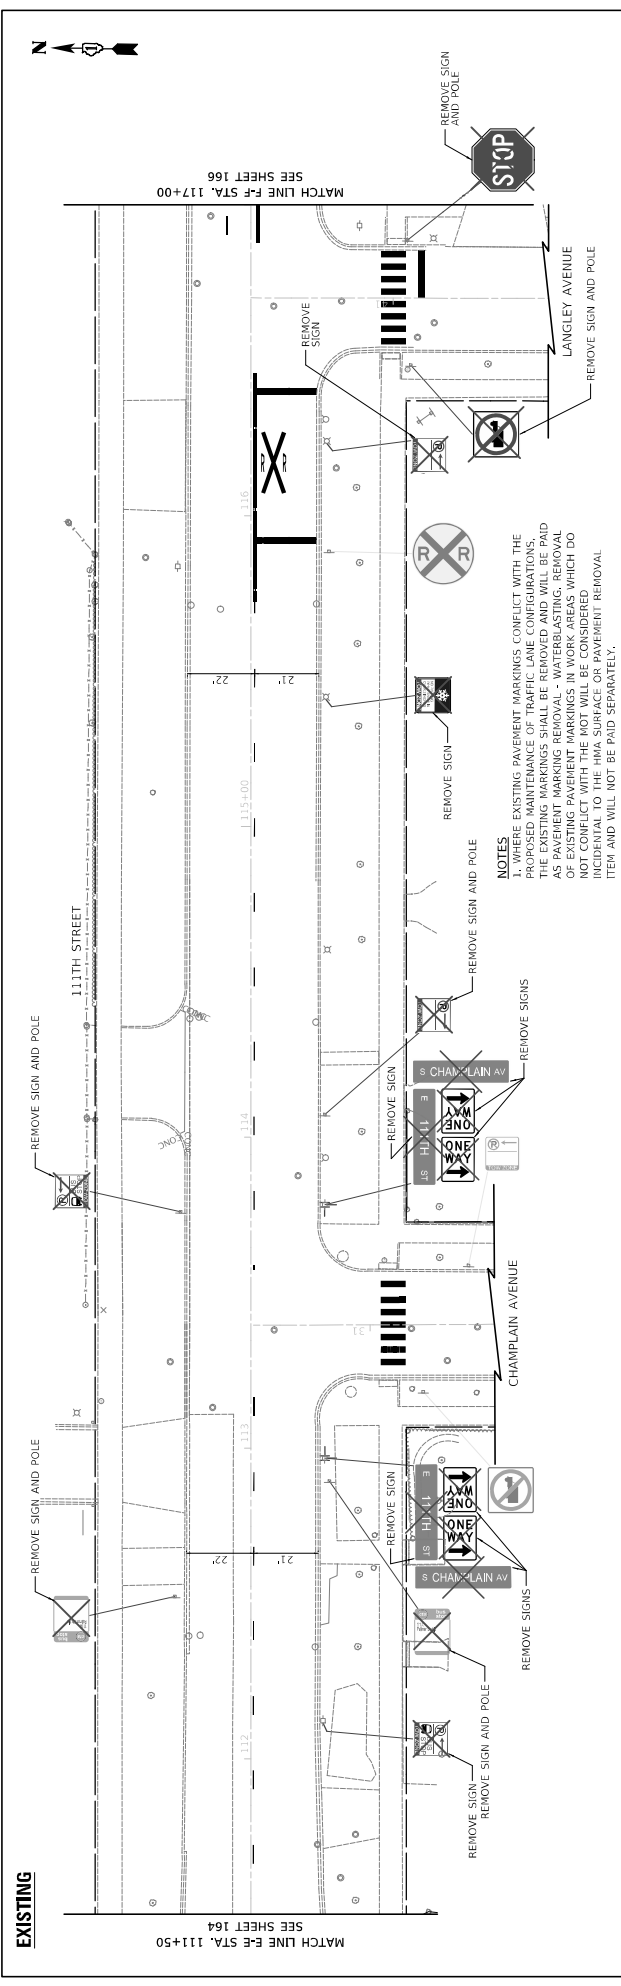 EXISTING
N
MATCH LINE E-E STA. 111+50
SEE SHEET 164
MATCH LINE F-F STA. 117+00
SEE SHEET 166
111TH STREET
REMOVE SIGN AND POLE
REMOVE SIGN AND POLE
CONC
CONC
22'
21'
22'
21'
112
113
114
115+00
116
31
R R
REMOVE SIGN
REMOVE SIGN AND POLE
REMOVE SIGN
E 111TH ST
ONE WAY
ONE WAY
S CHAMPLAIN AV
REMOVE SIGNS
CHAMPLAIN AVENUE
REMOVE SIGN
E 111TH ST
ONE WAY
ONE WAY
S CHAMPLAIN AV
REMOVE SIGNS
TOW ZONE
REMOVE SIGN AND POLE
REMOVE SIGN
R R
REMOVE
SIGN
LANGLEY AVENUE
REMOVE SIGN AND POLE
REMOVE SIGN
AND POLE
STOP
NOTES
1. WHERE EXISTING PAVEMENT MARKINGS CONFLICT WITH THE
PROPOSED MAINTENANCE OF TRAFFIC LANE CONFIGURATIONS,
THE EXISTING MARKINGS SHALL BE REMOVED AND WILL BE PAID
AS PAVEMENT MARKING REMOVAL - WATERBLASTING. REMOVAL
OF EXISTING PAVEMENT MARKINGS IN WORK AREAS WHICH DO
NOT CONFLICT WITH THE MOT WILL BE CONSIDERED
INCIDENTAL TO THE HMA SURFACE OR PAVEMENT REMOVAL
ITEM AND WILL NOT BE PAID SEPARATELY.